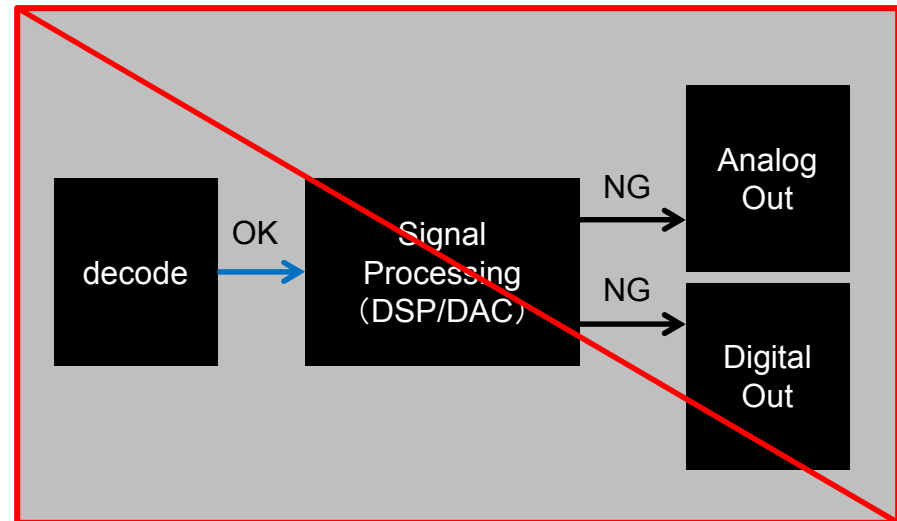 decode
OK
Signal
Processing
（DSP/DAC）
NG
NG
Analog
Out
Digital
Out